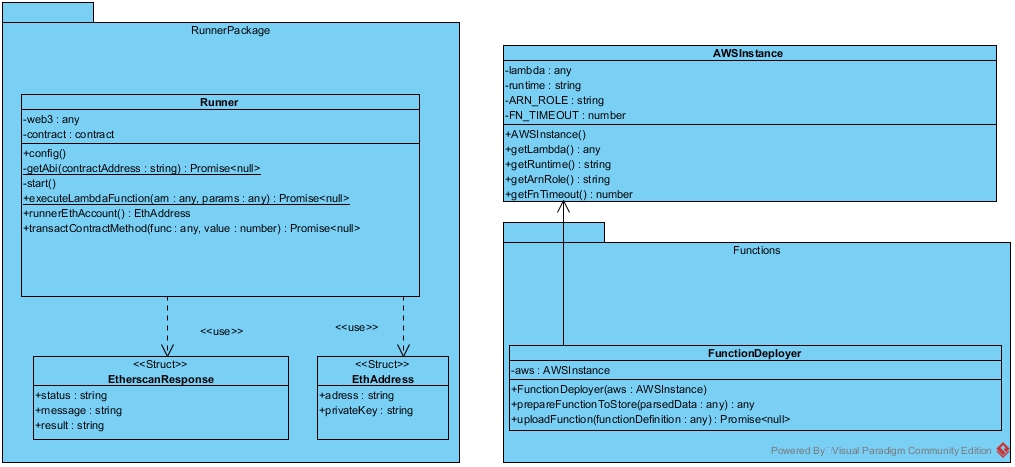 RunnerPackage
Runner
-web3 : any
-contract : contract
+config()
-getAbi(contractAddress : string) : Promise<null>
-start()
+executeLambdaFunction(arn : any, params : any) : Promise<null>
+runnerEthAccount() : EthAddress
+transactContractMethod(func : any, value : number) : Promise<null>
<<use>>
<<use>>
<<Struct>>
EtherscanResponse
+status : string
+message : string
+result : string
<<Struct>>
EthAddress
+adress : string
+privateKey : string
AWSInstance
-lambda : any
-runtime : string
-ARN_ROLE : string
-FN_TIMEOUT : number
+AWSInstance()
+getLambda() : any
+getRuntime() : string
+getArnRole() : string
+getFnTimeout() : number
Functions
FunctionDeployer
-aws : AWSInstance
+FunctionDeployer(aws : AWSInstance)
+prepareFunctionToStore(parsedData : any) : any
+uploadFunction(functionDefinition : any) : Promise<null>
Powered By Visual Paradigm Community Edition